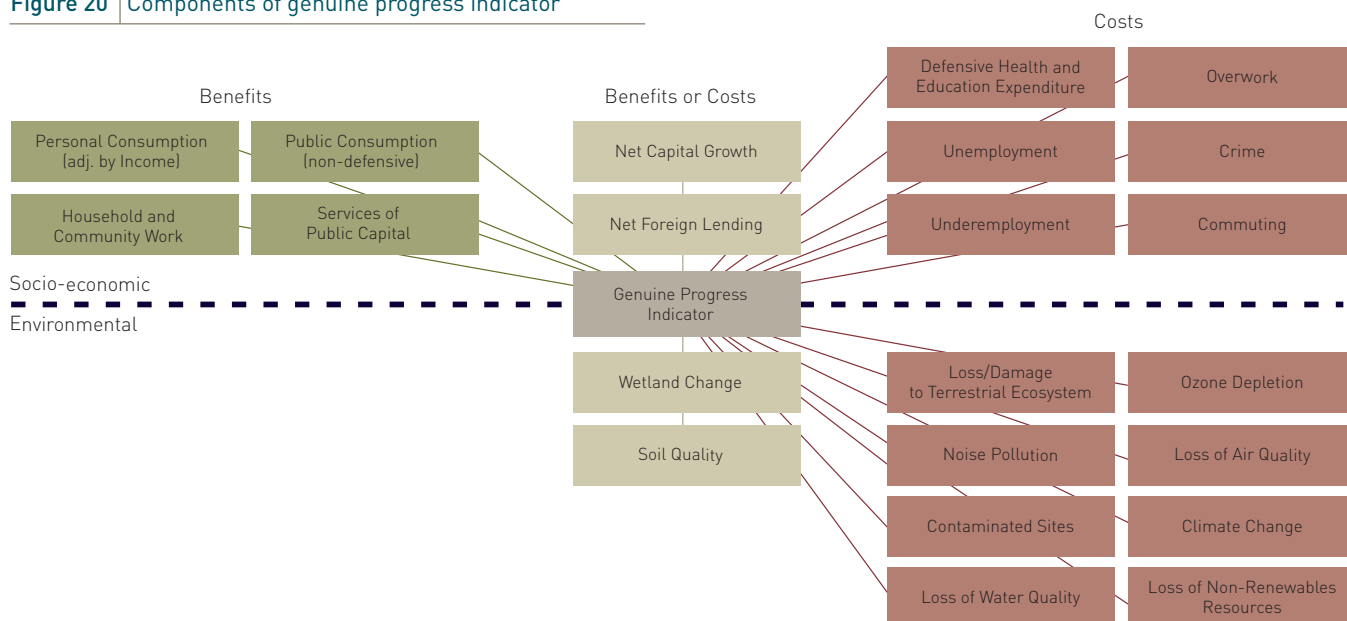 Figure 20 Components of genuine progress indicator
Costs
Benefits
Benefits or Costs
Defensive Health and
Education Expenditure
Overwork
Personal Consumption
(adj. by Income)
Public Consumption
(non-defensive)
Net Capital Growth
Unemployment
Crime
Household and
Community Work
Services of
Public Capital
Net Foreign Lending
Underemployment
Commuting
Socio-economic
Genuine Progress
Indicator
Environmental
Wetland Change
Loss/Damage
to Terrestrial Ecosystem
Ozone Depletion
Soil Quality
Noise Pollution
Loss of Air Quality
Contaminated Sites
Climate Change
Loss of Water Quality
Loss of Non-Renewables
Resources